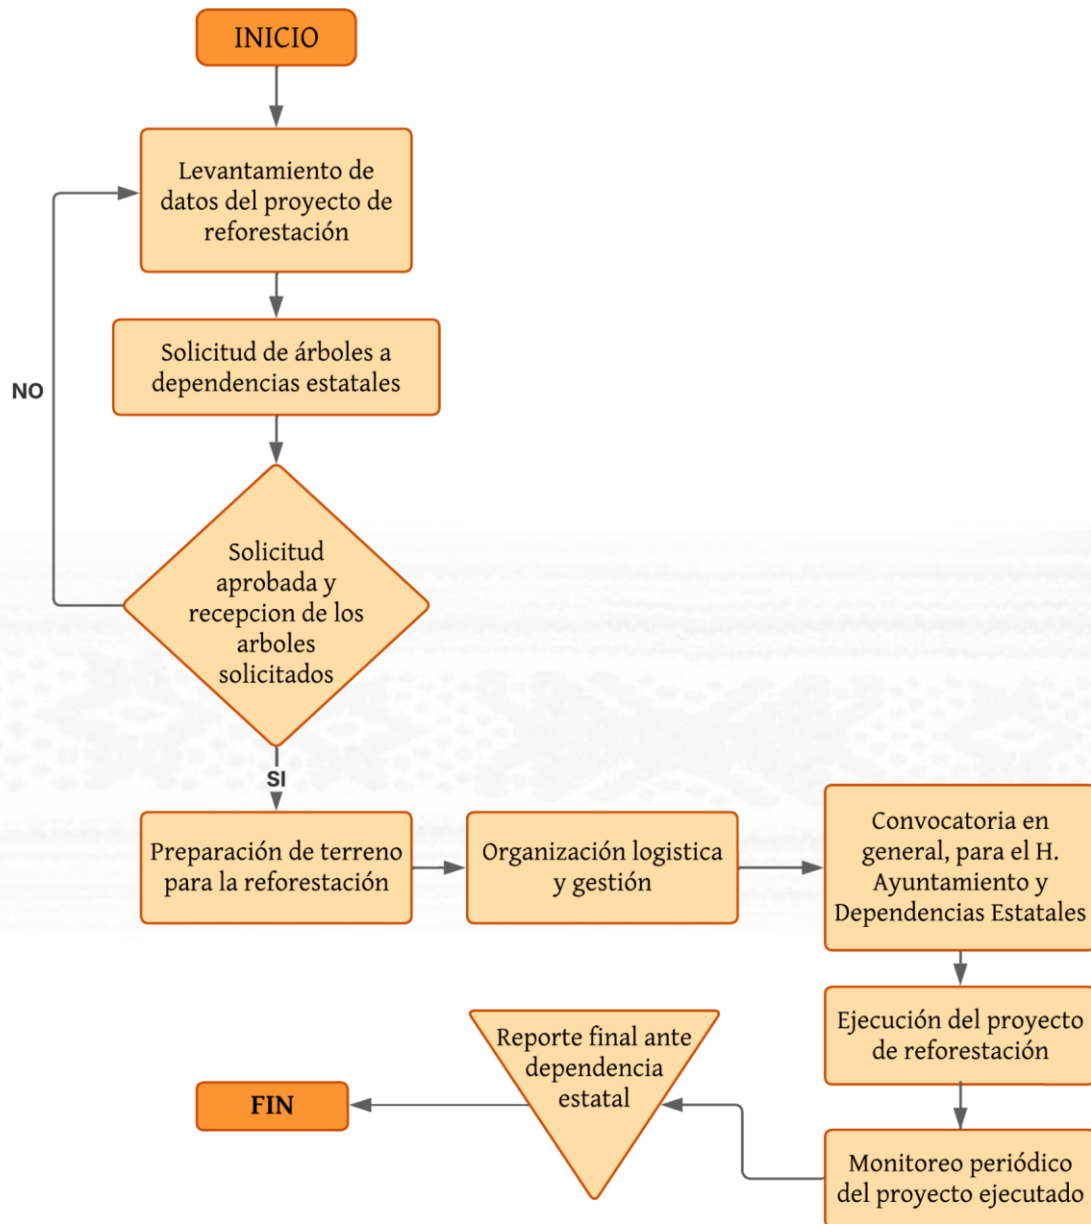 INICIO
Levantamiento de
datos del proyecto de
reforestación
Solicitud de árboles a
dependencias estatales
NO
Solicitud
aprobada y
recepcion de los
arboles
solicitados
SI
Preparación de terreno
para la reforestación
Organización logistica
y gestión
Convocatoria en
general, para el H.
Ayuntamiento y
Dependencias Estatales
Ejecución del proyecto
de reforestación
Monitoreo periódico
del proyecto ejecutado
Reporte final ante
dependencia
estatal
FIN